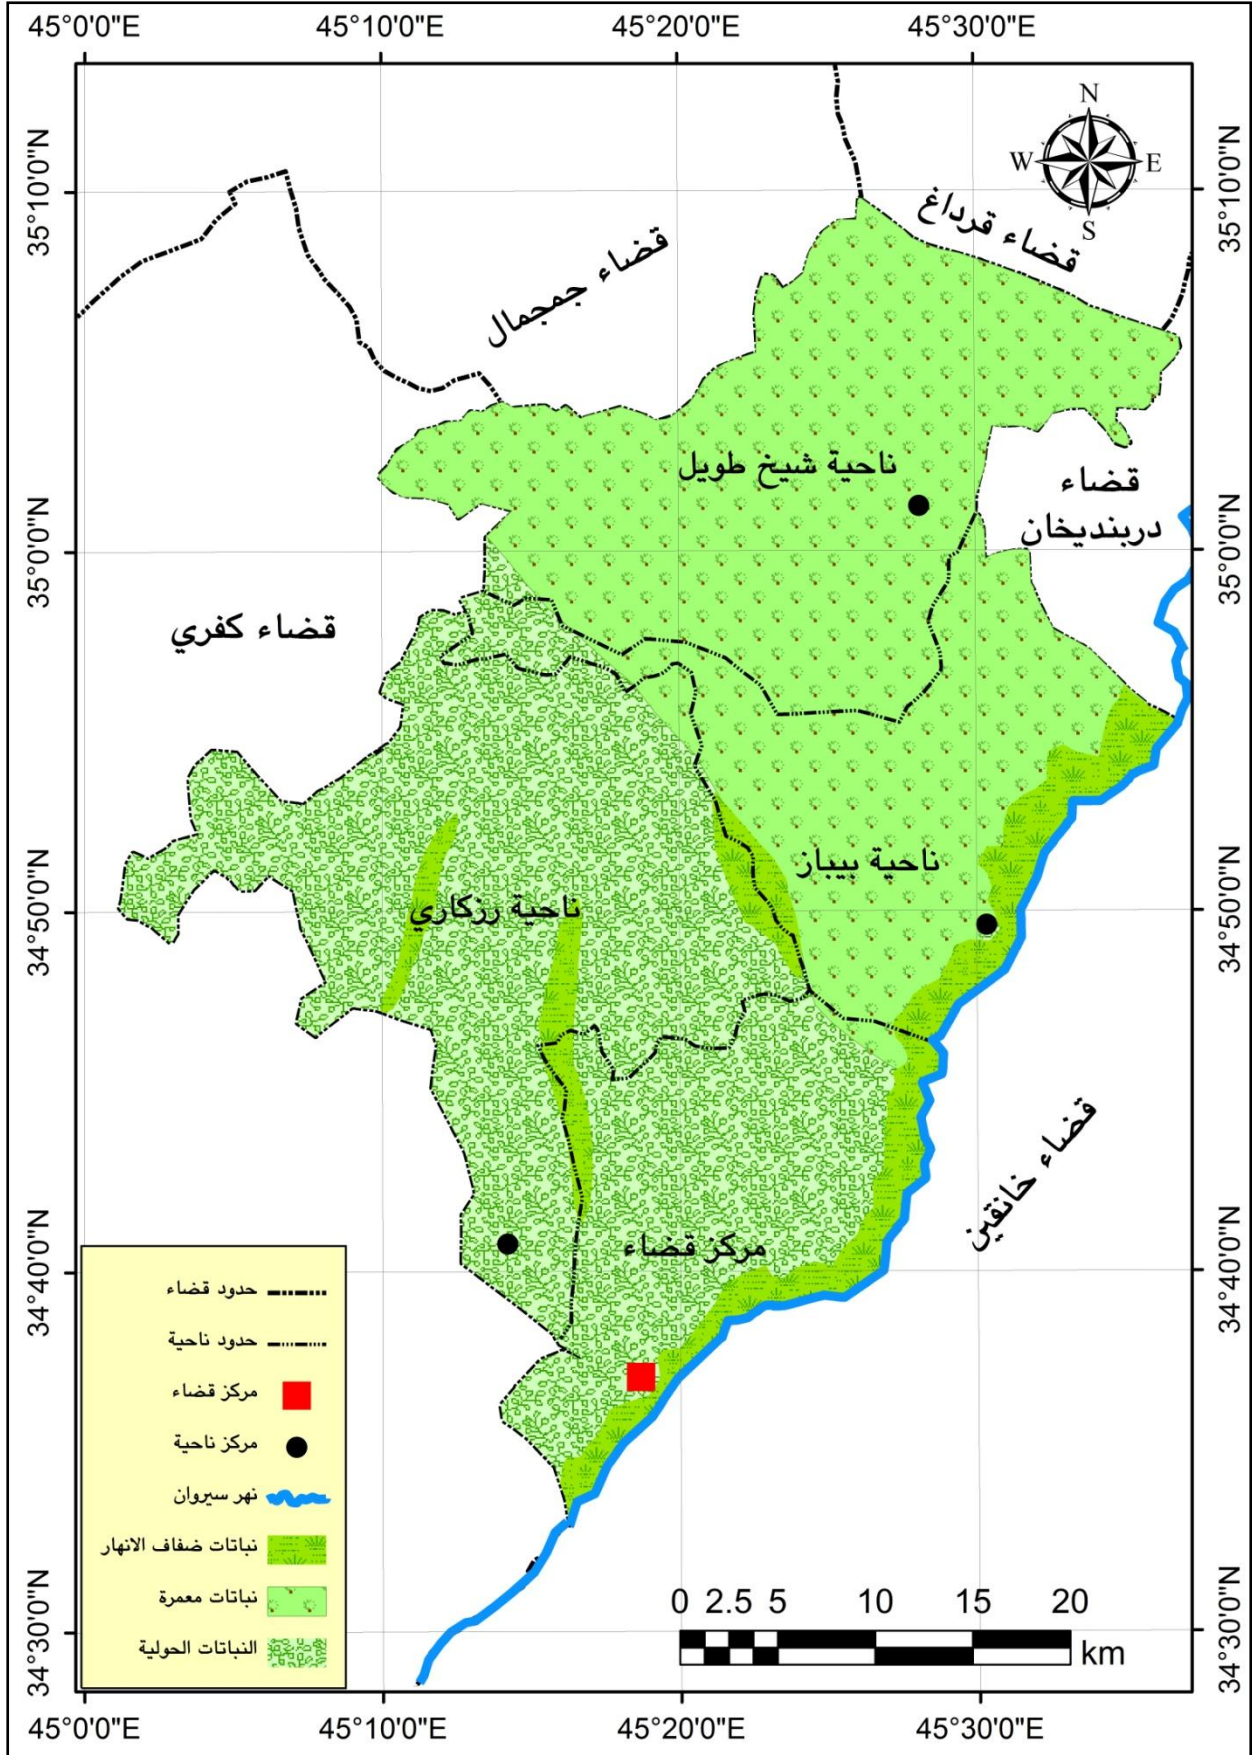 45°0'0"E
45°10'0"E
45°20'0"E
45°30'0"E
35°10'0"N
35°0'0"N
34°50'0"N
34°40'0"N
34°30'0"N
35°10'0"N
35°0'0"N
34°50'0"N
34°40'0"N
34°30'0"N
N
W
E
S
قضاء قرداغ
قضاء جمجمال
ناحية شيخ طويل
قضاء
دربنديخان
قضاء كفري
ناحية بيباز
ناحية رزكاري
قضاء خانقين
مركز قضاء
حدود قضاء
حدود ناحية
مركز قضاء
مركز ناحية
نهر سيروان
نباتات ضفاف الانهار
نباتات معمرة
النباتات الحولية
0 2.5 5 10 15 20
km
45°0'0"E
45°10'0"E
45°20'0"E
45°30'0"E